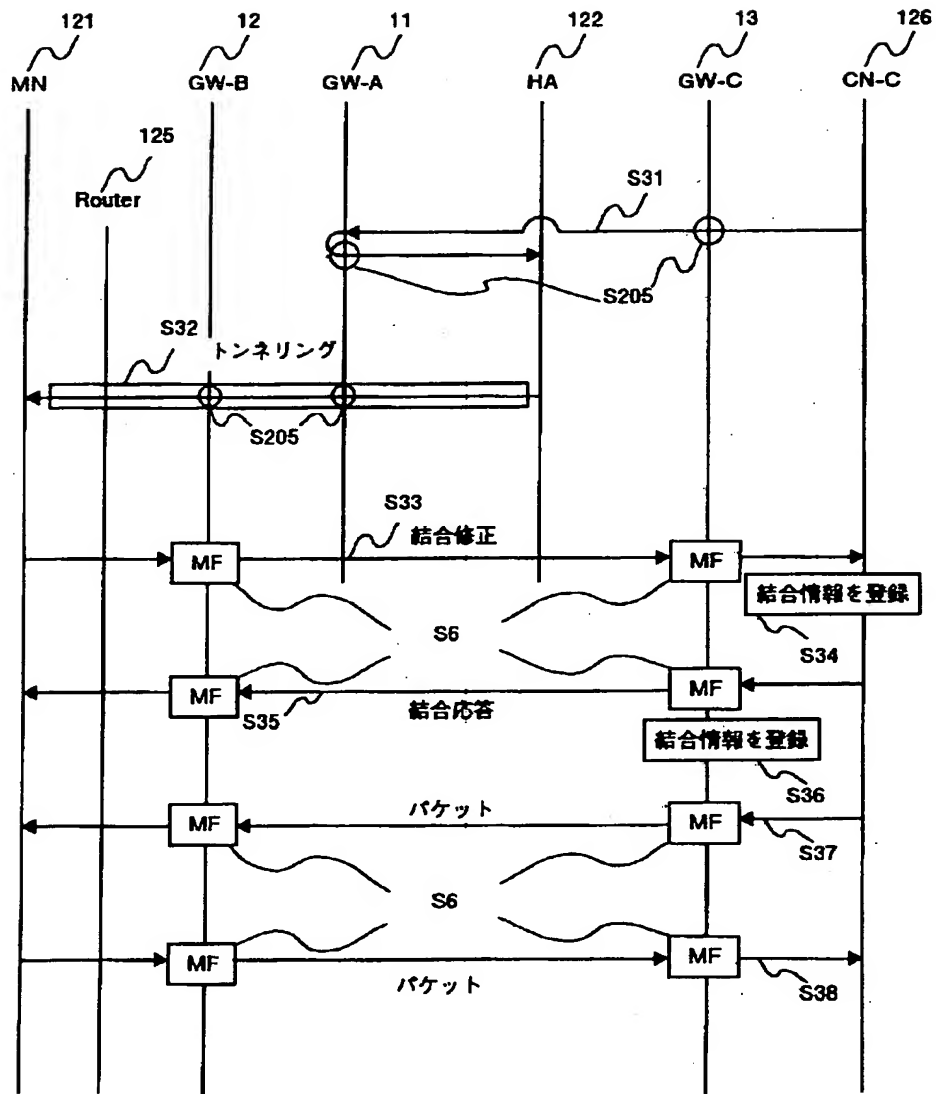 121 12 11 122 13 126
MN GW-B GW-A HA GW-C CN-C
125
Router
S31
S205
S32
トンネリング
S205
S33
結合修正
MF MF
結合情報を登録
S6
S34
MF MF
S35 結合応答
結合情報を登録
S36
パケット
MF MF
S37
S6
MF MF
パケット
S38